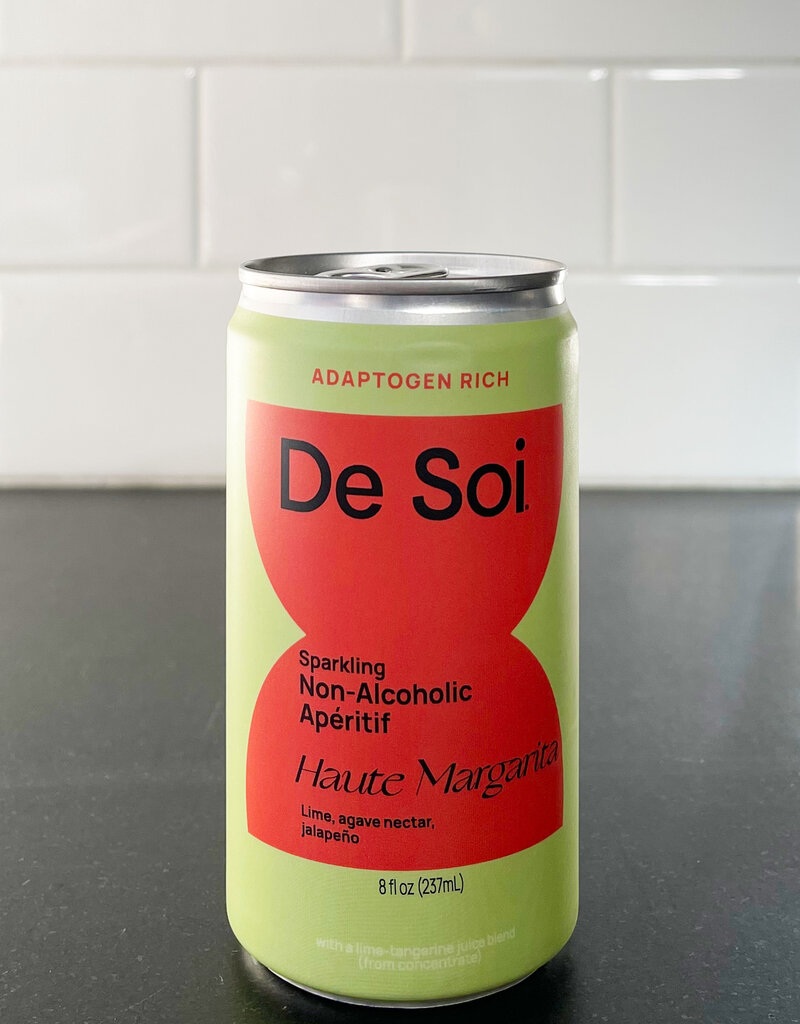 ADAPTOGEN RICH
De Soi
Sparkling
Non-Alcoholic
Apéritif
Haute Margarita
Lime, agave nectar,
jalapeño
8 fl oz (237mL)
with a lime-tangerine juice blend
(from concentrate)